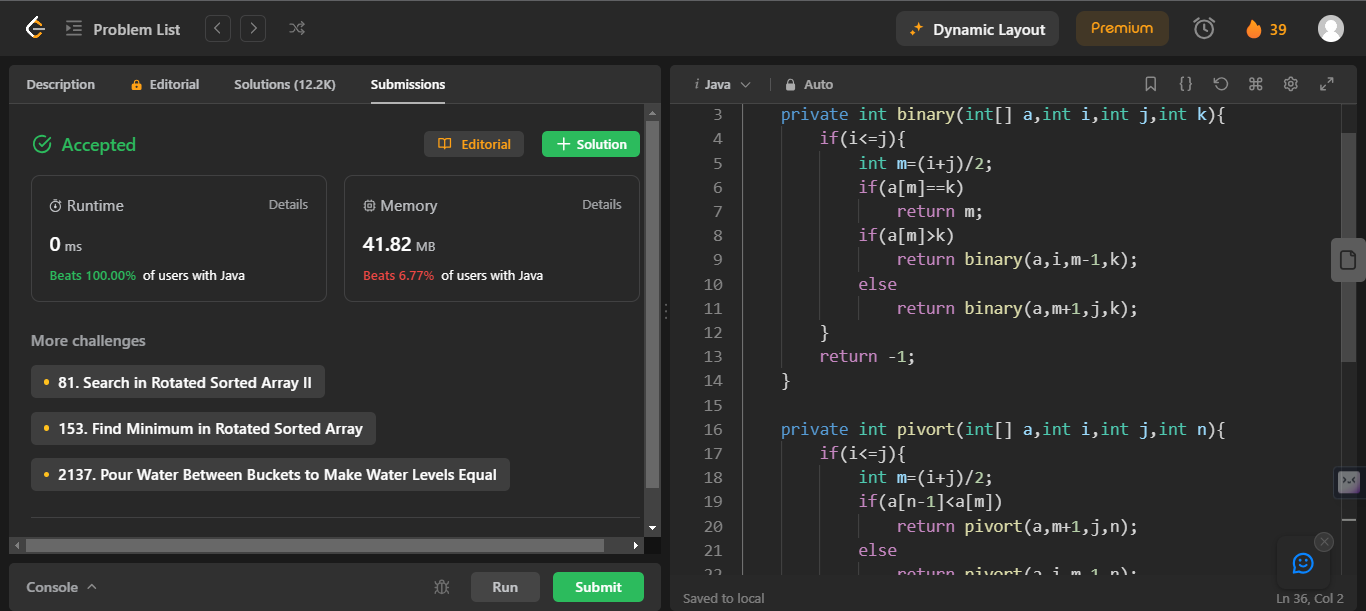 Problem List
Dynamic Layout
Premium
39
Description
Editorial
Solutions (12.2K)
Submissions
Accepted
Editorial
+ Solution
Runtime
Details
0 ms
Beats 100.00% of users with Java
Memory
Details
41.82 MB
Beats 6.77% of users with Java
More challenges
81. Search in Rotated Sorted Array II
153. Find Minimum in Rotated Sorted Array
2137. Pour Water Between Buckets to Make Water Levels Equal
Console
Run
Submit
i Java
Auto
3 private int binary(int[] a,int i,int j,int k){
4 if(i<=j){
5 int m=(i+j)/2;
6 if(a[m]==k)
7 return m;
8 if(a[m]>k)
9 return binary(a,i,m-1,k);
10 else
11 return binary(a,m+1,j,k);
12 }
13 return -1;
14 }
15
16 private int pivort(int[] a,int i,int j,int n){
17 if(i<=j){
18 int m=(i+j)/2;
19 if(a[n-1]<a[m])
20 return pivort(a,m+1,j,n);
21 else
22 return pivort(a,i,m-1,n);
Saved to local
Ln 36, Col 2